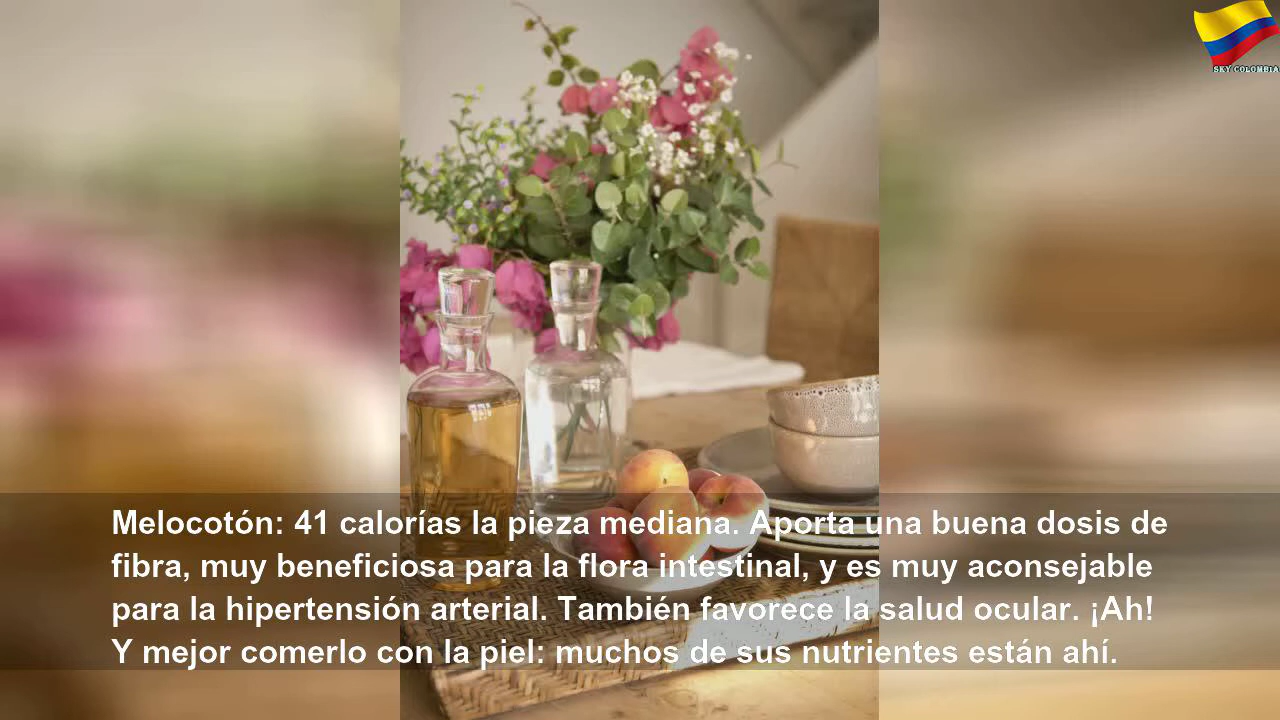 SKY COLOMBIA
Melocotón: 41 calorías la pieza mediana. Aporta una buena dosis de
fibra, muy beneficiosa para la flora intestinal, y es muy aconsejable
para la hipertensión arterial. También favorece la salud ocular. ¡Ah!
Y mejor comerlo con la piel: muchos de sus nutrientes están ahí.